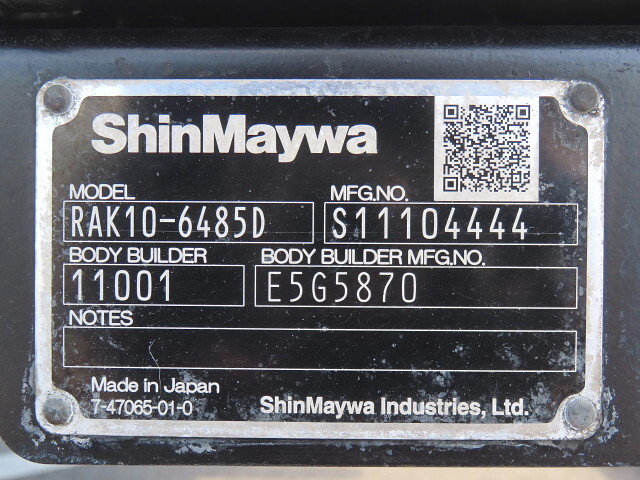 ShinMaywa
MODEL MFG.NO.
RAK10-6485D S11104444
BODY BUILDER BODY BUILDER MFG.NO.
11001 E5G5870
NOTES
Made in Japan
7-47065-01-0 ShinMaywa Industries, Ltd.